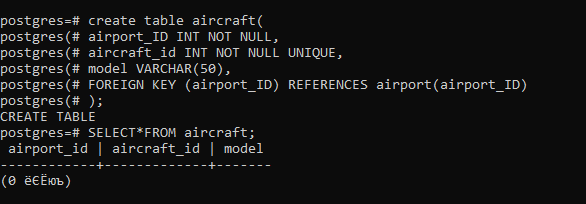 postgres=# create table aircraft(
postgres(# airport_ID INT NOT NULL,
postgres(# aircraft_id INT NOT NULL UNIQUE,
postgres(# model VARCHAR(50),
postgres(# FOREIGN KEY (airport_ID) REFERENCES airport(airport_ID)
postgres(# );
CREATE TABLE
postgres=# SELECT*FROM aircraft;
 airport_id | aircraft_id | model
------------+-------------+-------
(0 ёЄЁюъ)